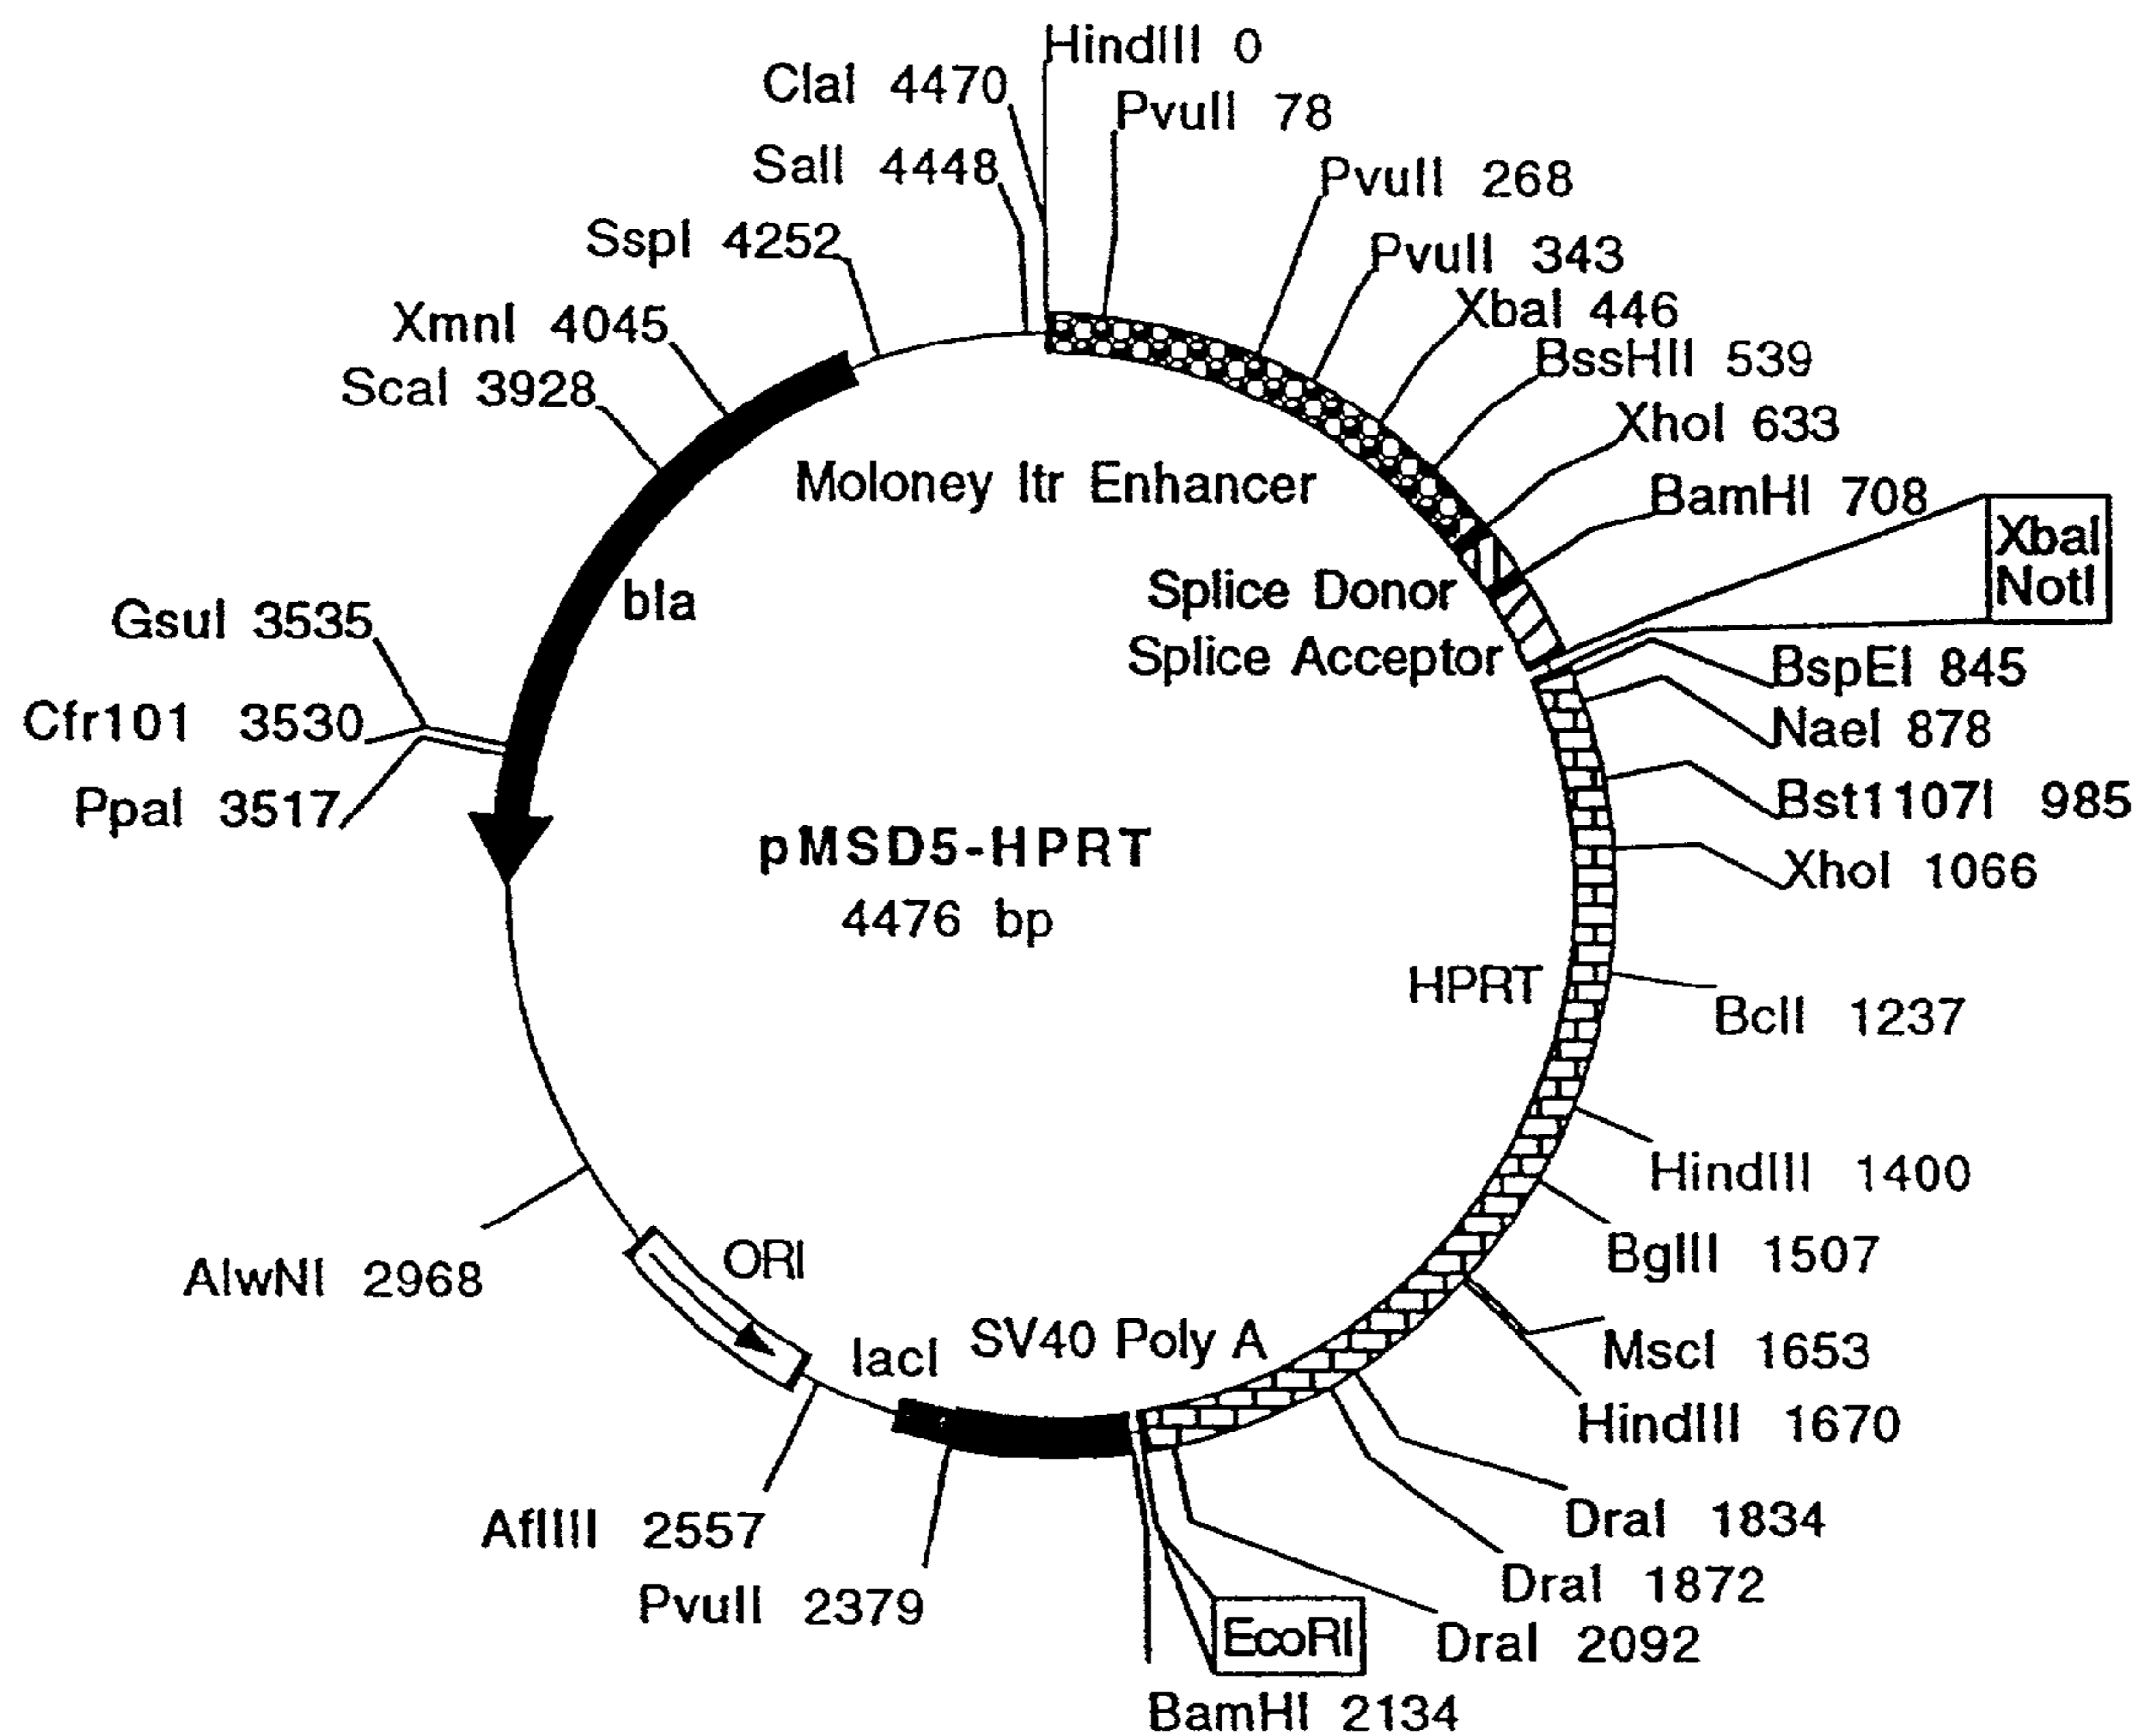 HindIII 0
ClaI 4470
PvuII 78
SalI 4448
PvuII 268
SspI 4252
PvuII 343
XbaI 446
XmnI 4045
BssHII 539
ScaI 3928
XhoI 633
Moloney ltr Enhancer
BamHI 708
XbaI
NotI
Splice Donor
bla
GsuI 3535
Splice Acceptor
BspEI 845
Cfr101 3530
NaeI 878
PpaI 3517
Bst1107I 985
pMSD5-HPRT
XhoI 1066
4476 bp
HPRT
BclI 1237
HindIII 1400
BglII 1507
ORI
AlwNI 2968
SV40 Poly A
lacI
MscI 1653
HindIII 1670
DraI 1834
AflIII 2557
DraI 1872
PvuII 2379
EcoRI
DraI 2092
BamHI 2134